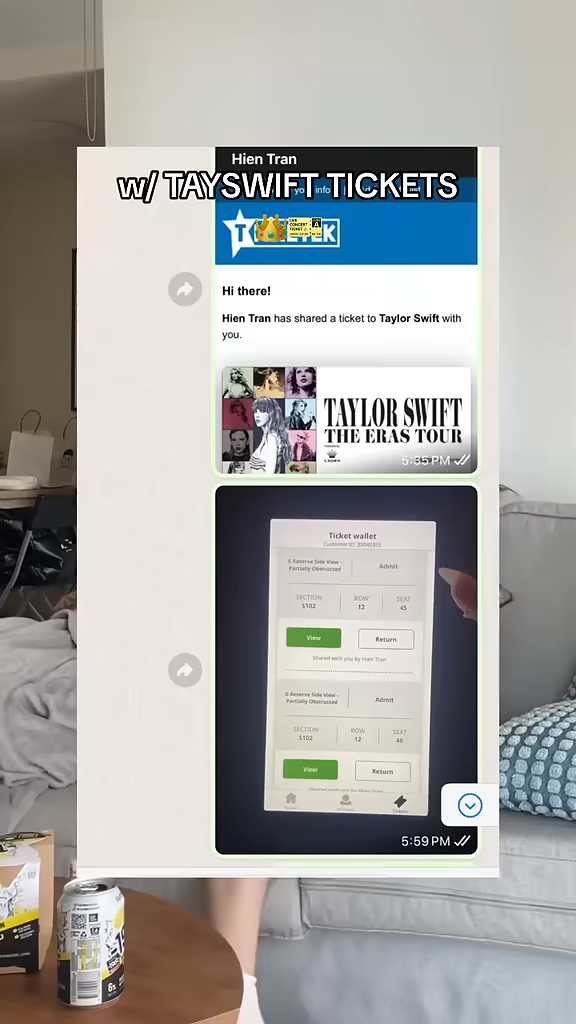 Hien Tran
w/ TAYSWIFT TICKETS
Hi there!
Hien Tran has shared a ticket to Taylor Swift with
you.
TAYLOR SWIFT
THE ERAS TOUR
CROWN
5:35 PM
Ticket wallet
Customer ID:
G Reserve Side View -
Partially Obstructed
Admit
SECTION
ROW
SEAT
S102
12
45
View
Return
Shared with you by Hien Tran
G Reserve Side View -
Partially Obstructed
Admit
SECTION
ROW
SEAT
S102
12
46
View
Return
5:59 PM